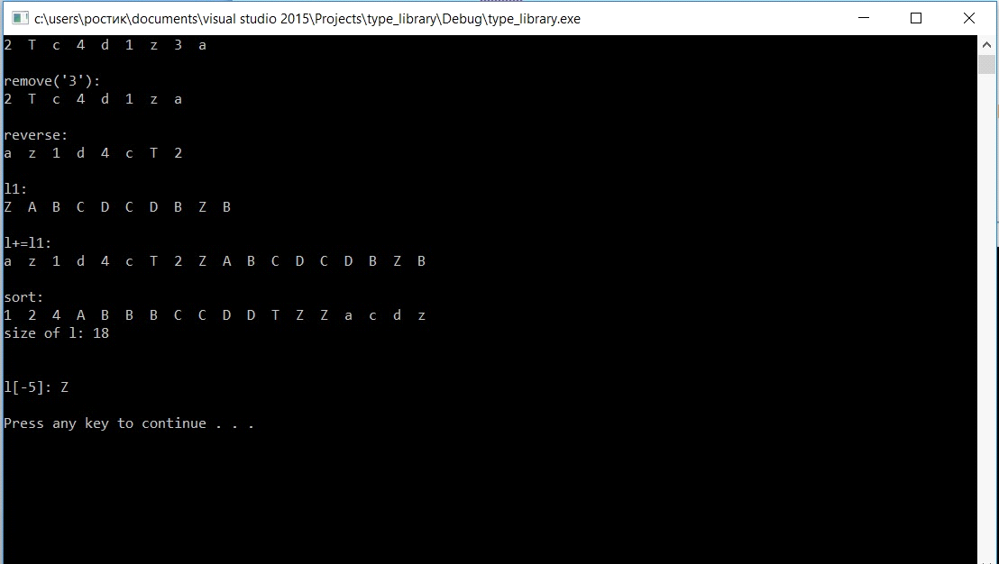 c:\users\ростик\documents\visual studio 2015\Projects\type_library\Debug\type_library.exe
2 T c 4 d 1 z 3 a
remove('3'):
2 T c 4 d 1 z a
reverse:
a z 1 d 4 c T 2
l1:
Z A B C D C D B Z B
l+=l1:
a z 1 d 4 c T 2 Z A B C D C D B Z B
sort:
1 2 4 A B B B C C D D T Z Z a c d z
size of l: 18
l[-5]: Z
Press any key to continue . . .